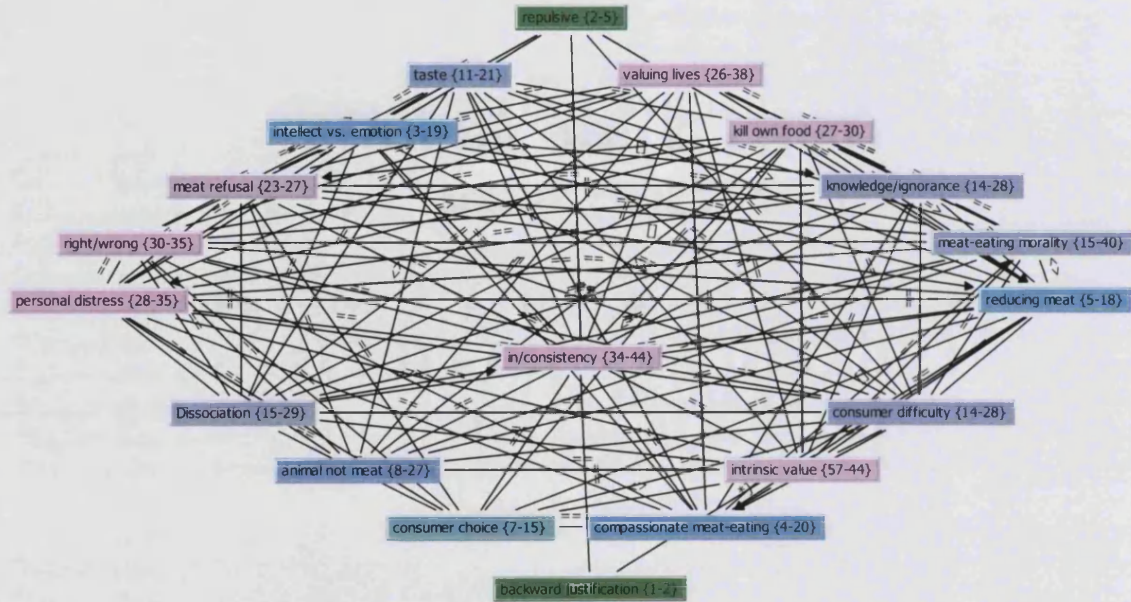 repulsive {2-5}
taste {11-21}
valuing lives {26-38}
intellect vs. emotion {3-19}
kill own food {27-30}
meat refusal {23-27}
knowledge/ignorance {14-28}
right/wrong {30-35}
meat-eating morality {15-40}
personal distress {28-35}
reducing meat {5-18}
in/consistency {34-44}
Dissociation {15-29}
consumer difficulty {14-28}
animal not meat {8-27}
intrinsic value {57-44}
consumer choice {7-15}
compassionate meat-eating {4-20}
backward justification {1-2}